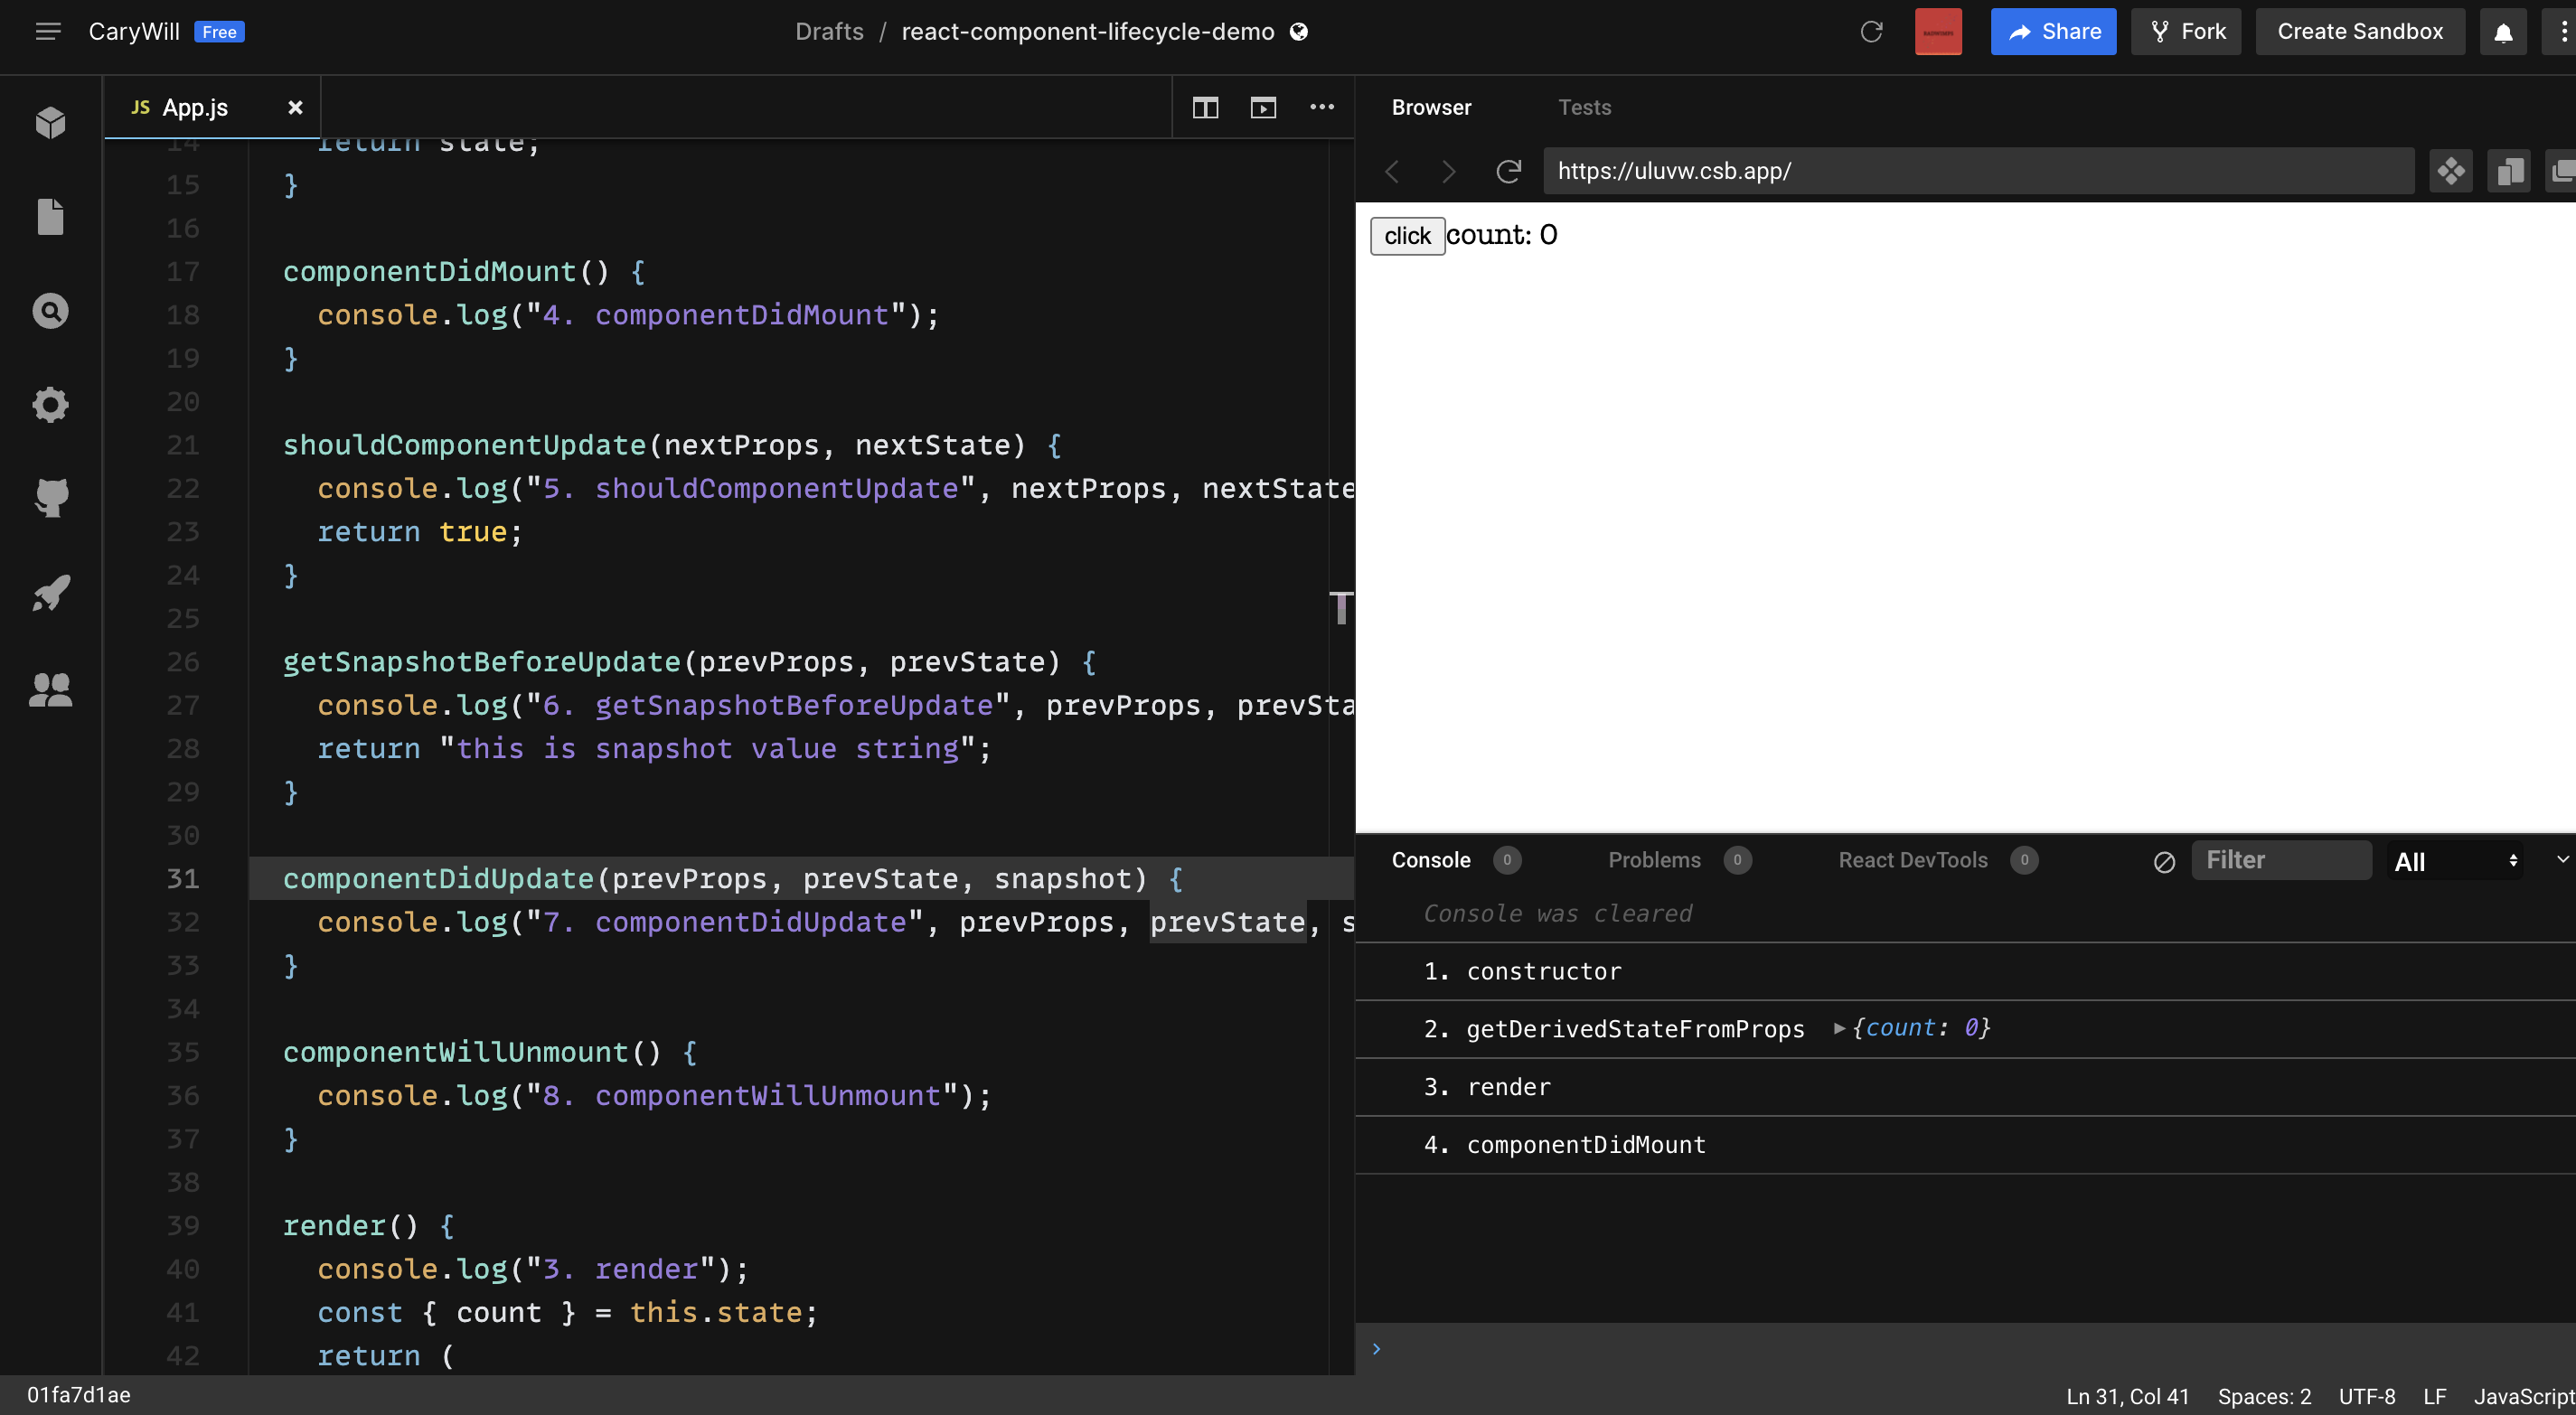 CaryWill Free
Drafts / react-component-lifecycle-demo
Share
Fork
Create Sandbox
JS App.js
14 return state;
15 }
16
17 componentDidMount() {
18 console.log("4. componentDidMount");
19 }
20
21 shouldComponentUpdate(nextProps, nextState) {
22 console.log("5. shouldComponentUpdate", nextProps, nextState
23 return true;
24 }
25
26 getSnapshotBeforeUpdate(prevProps, prevState) {
27 console.log("6. getSnapshotBeforeUpdate", prevProps, prevSta
28 return "this is snapshot value string";
29 }
30
31 componentDidUpdate(prevProps, prevState, snapshot) {
32 console.log("7. componentDidUpdate", prevProps, prevState, s
33 }
34
35 componentWillUnmount() {
36 console.log("8. componentWillUnmount");
37 }
38
39 render() {
40 console.log("3. render");
41 const { count } = this.state;
42 return (
Browser Tests
https://uluvw.csb.app/
click count: 0
Console 0 Problems 0 React DevTools 0 Filter All
Console was cleared
1. constructor
2. getDerivedStateFromProps ▶{count: 0}
3. render
4. componentDidMount
›
01fa7d1ae
Ln 31, Col 41 Spaces: 2 UTF-8 LF JavaScript